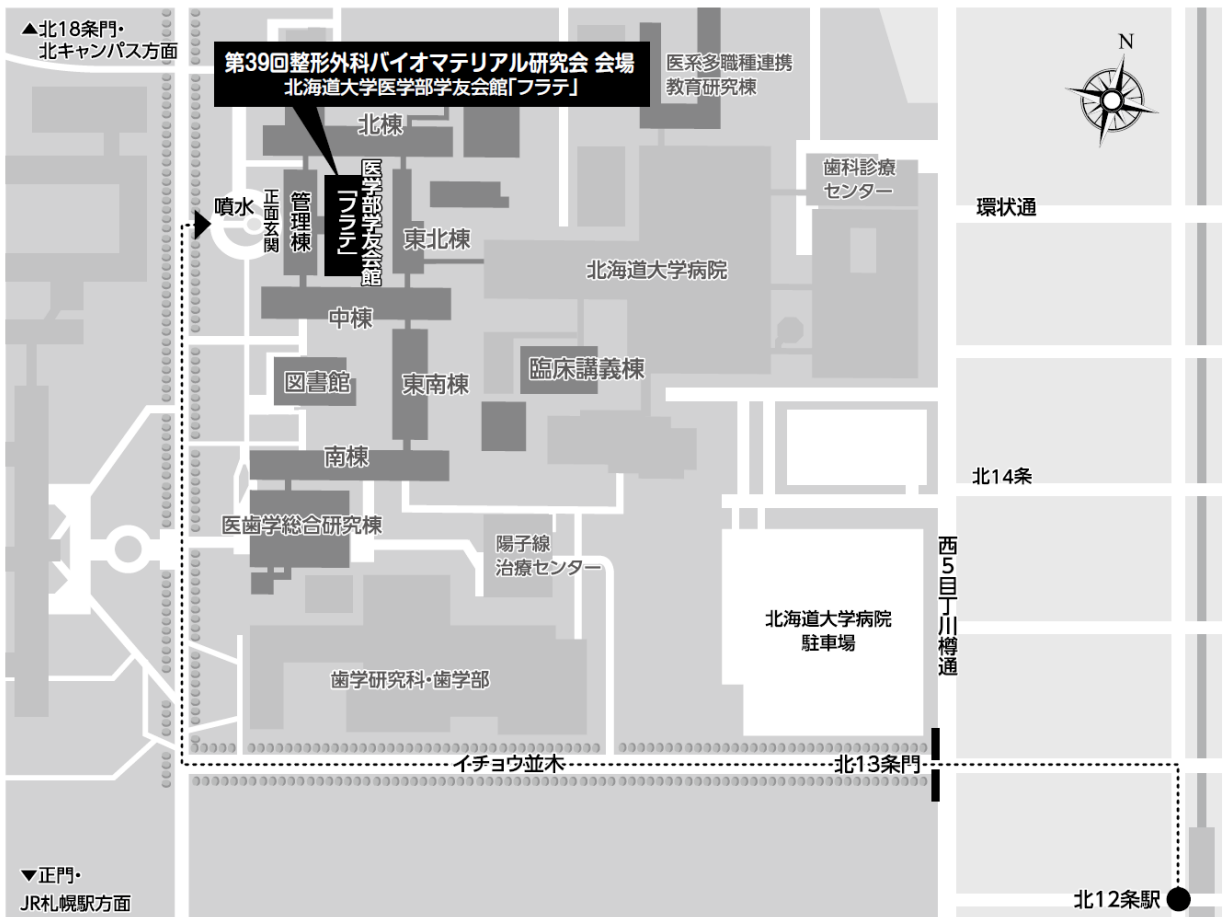 ▲北18条門・
北キャンパス方面
第39回整形外科バイオマテリアル研究会 会場
北海道大学医学部学友会館「フラテ」
医系多職種連携
教育研究棟
N
北棟
歯科診療
センター
噴水
正面玄関
管理棟
「フラテ」
医学部学友会館
東北棟
環状通
北海道大学病院
中棟
図書館
東南棟
臨床講義棟
南棟
北14条
医歯学総合研究棟
陽子線
治療センター
西5目丁川樽通
北海道大学病院
駐車場
歯学研究科・歯学部
イチョウ並木
北13条門
▼正門・
JR札幌駅方面
北12条駅